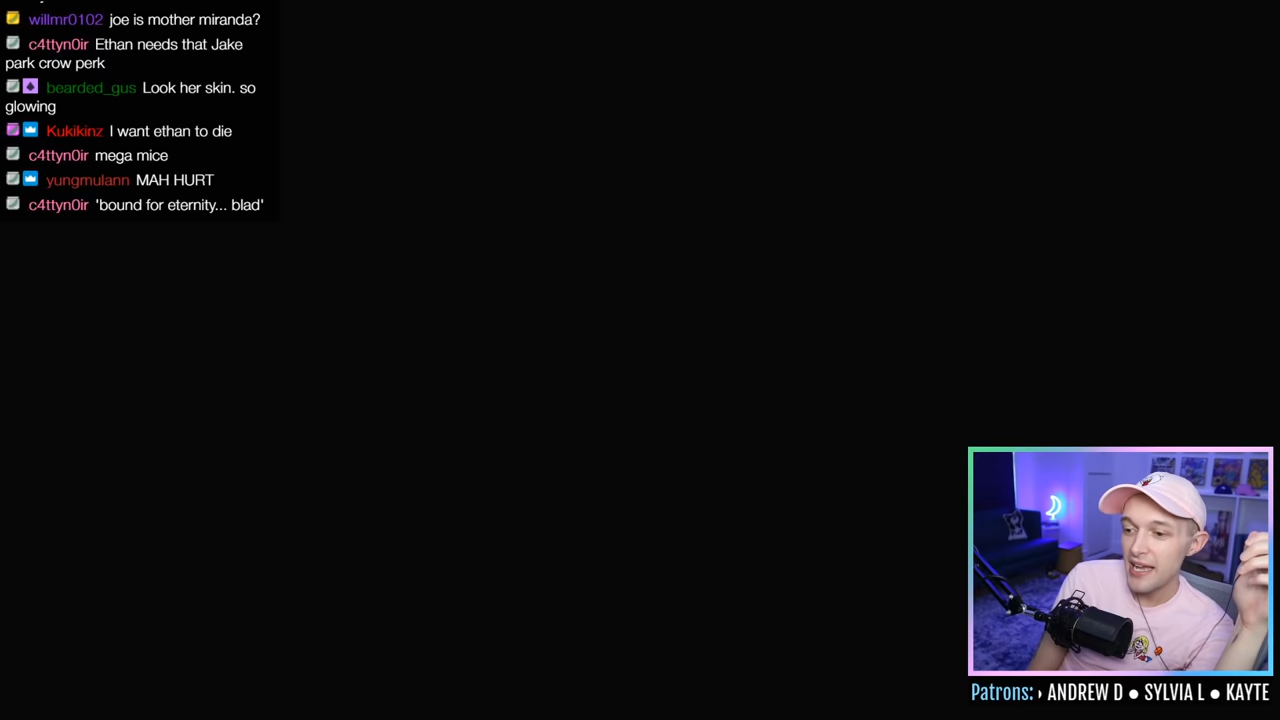 willmr0102 joe is mother miranda?
c4ttyn0ir Ethan needs that Jake
park crow perk
bearded_gus Look her skin. so
glowing
Kukikinz I want ethan to die
c4ttyn0ir mega mice
yungmulann MAH HURT
c4ttyn0ir 'bound for eternity... blad'
Patrons: ANDREW D ● SYLVIA L ● KAYTE